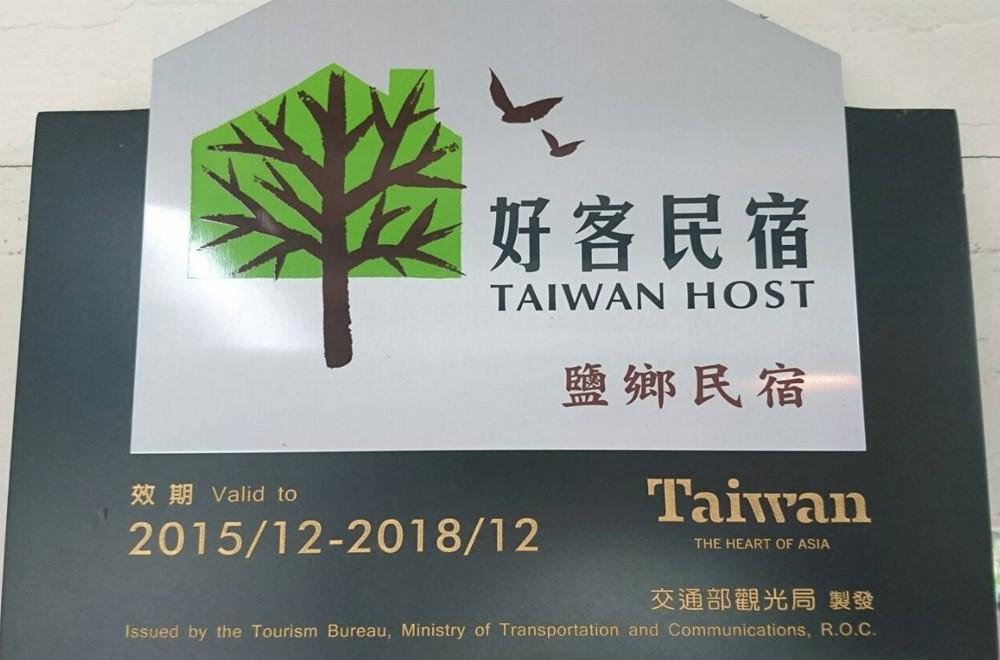 好客民宿
TAIWAN HOST
鹽鄉民宿
效期 Valid to
2015/12-2018/12
Taiwan
THE HEART OF ASIA
交通部觀光局 製發
Issued by the Tourism Bureau, Ministry of Transportation and Communications, R.O.C.